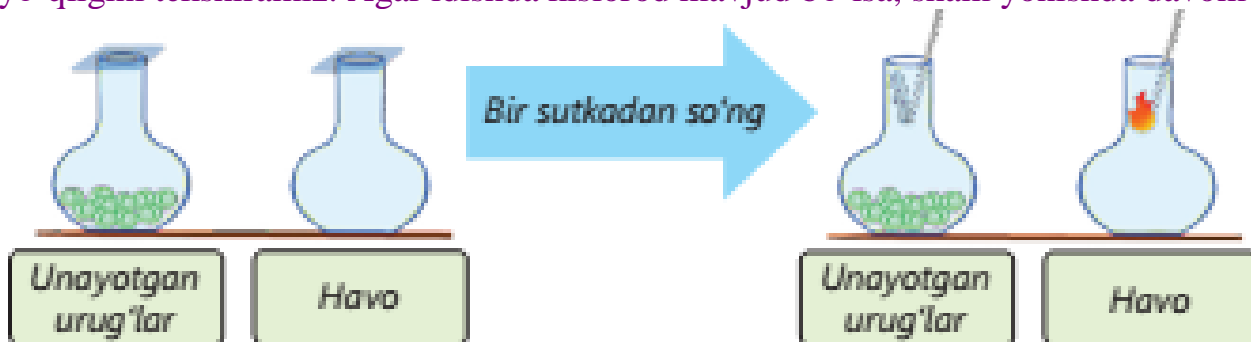 Bir sutkadan so'ng
Unayotgan
urug'lar
Havo
Unayotgan
urug'lar
Havo